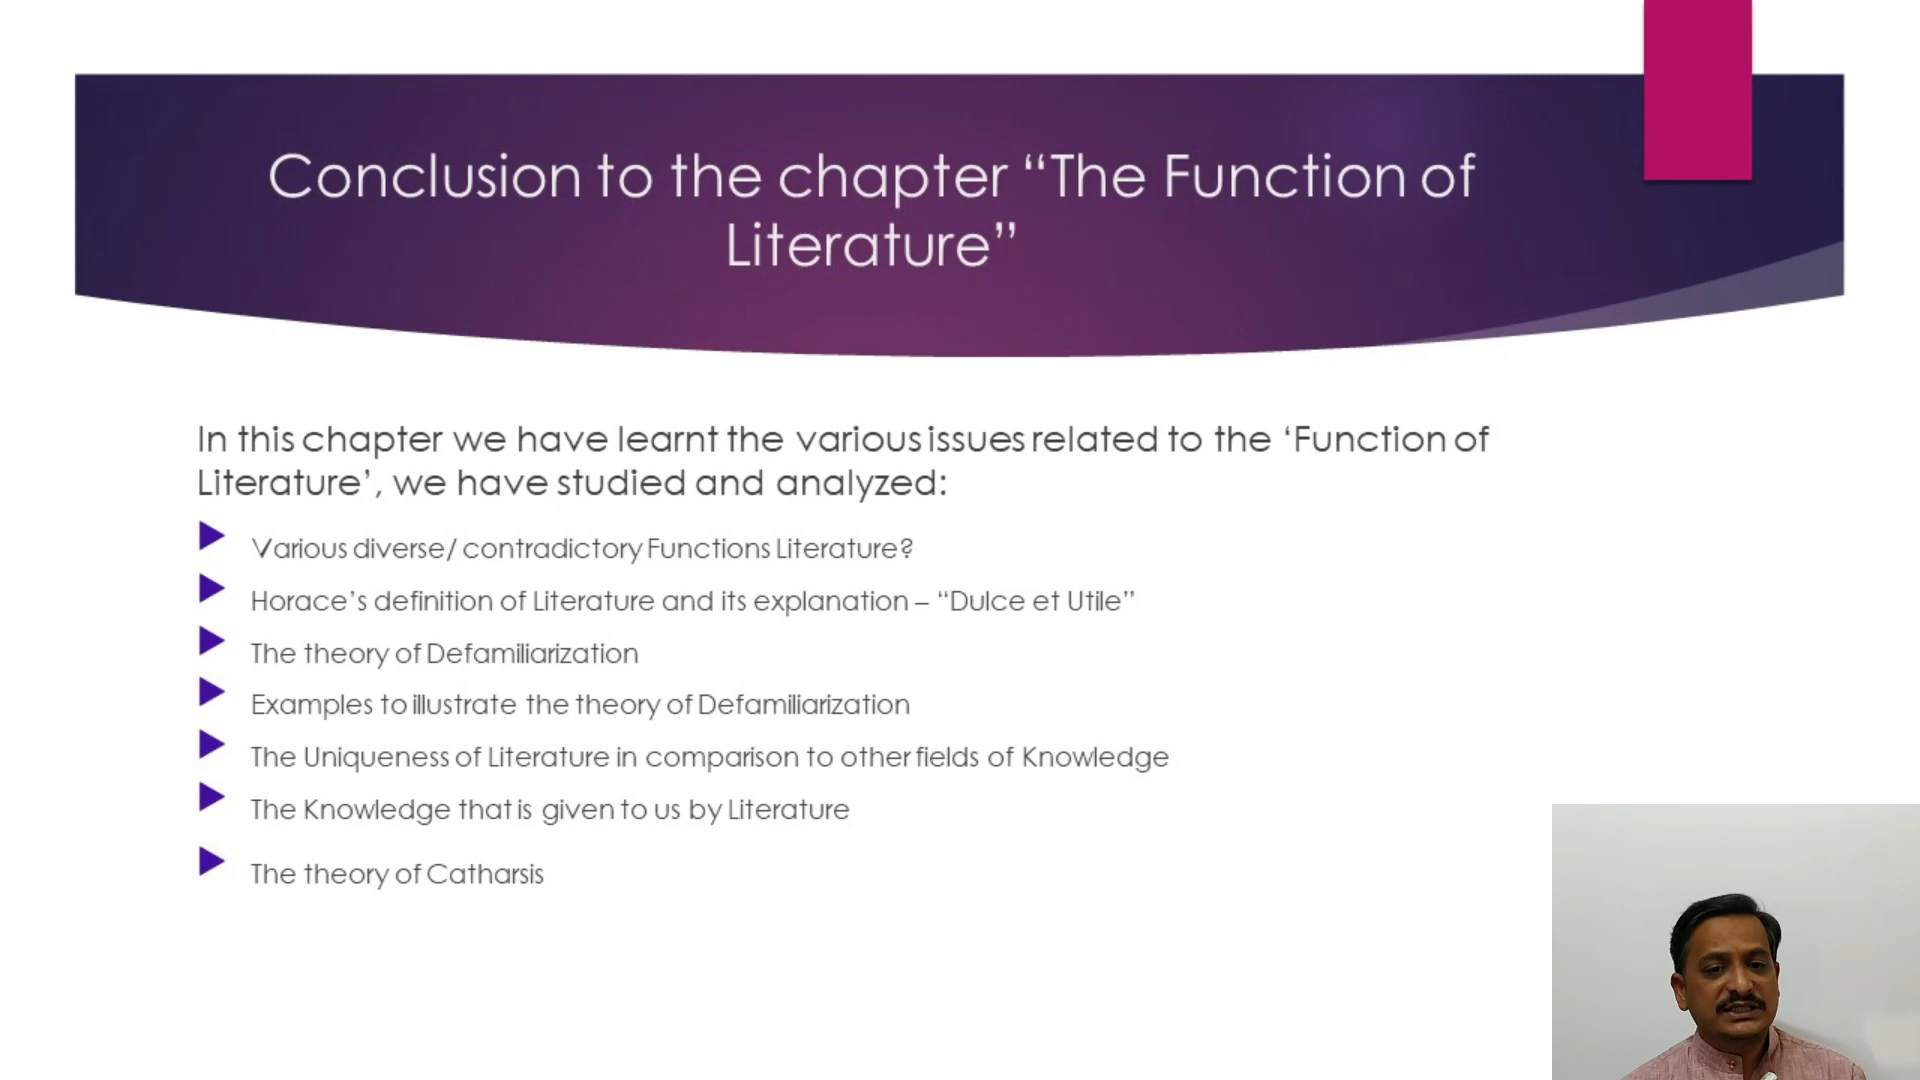 Conclusion to the chapter “The Function of
Literature”
In this chapter we have learnt the various issues related to the ‘Function of
Literature’, we have studied and analyzed:
Various diverse/ contradictory Functions Literature?
Horace’s definition of Literature and its explanation – “Dulce et Utile”
The theory of Defamiliarization
Examples to illustrate the theory of Defamiliarization
The Uniqueness of Literature in comparison to other fields of Knowledge
The Knowledge that is given to us by Literature
The theory of Catharsis